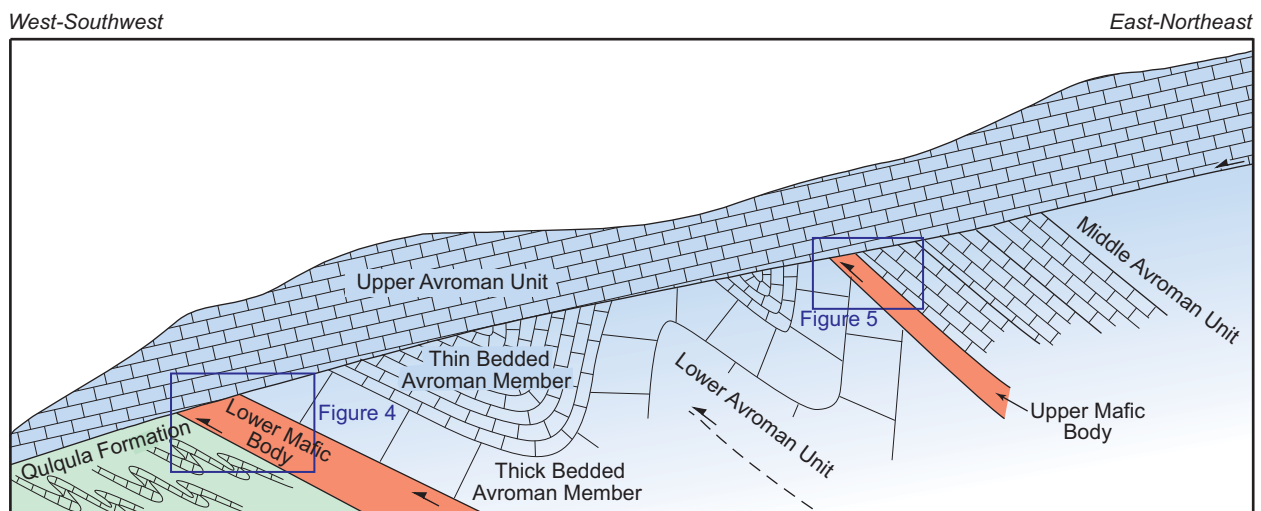 West-Southwest
East-Northeast
Upper Avroman Unit
Middle Avroman Unit
Figure 5
Thin Bedded
Avroman Member
Lower Avroman Unit
Upper Mafic
Body
Figure 4
Lower Mafic
Body
Qulqula Formation
Thick Bedded
Avroman Member